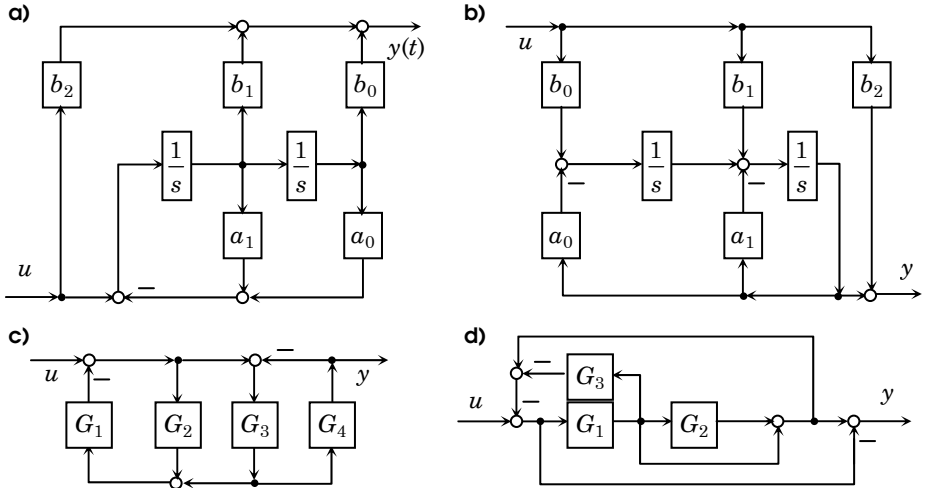 a)
y(t)
b₂
b₁
b₀
1
s
1
s
a₁
a₀
u
−
b)
u
b₀
b₁
b₂
1
s
1
s
−
−
a₀
a₁
y
c)
u
−
−
y
G₁
G₂
G₃
G₄
d)
−
G₃
u
−
G₁
G₂
y
−